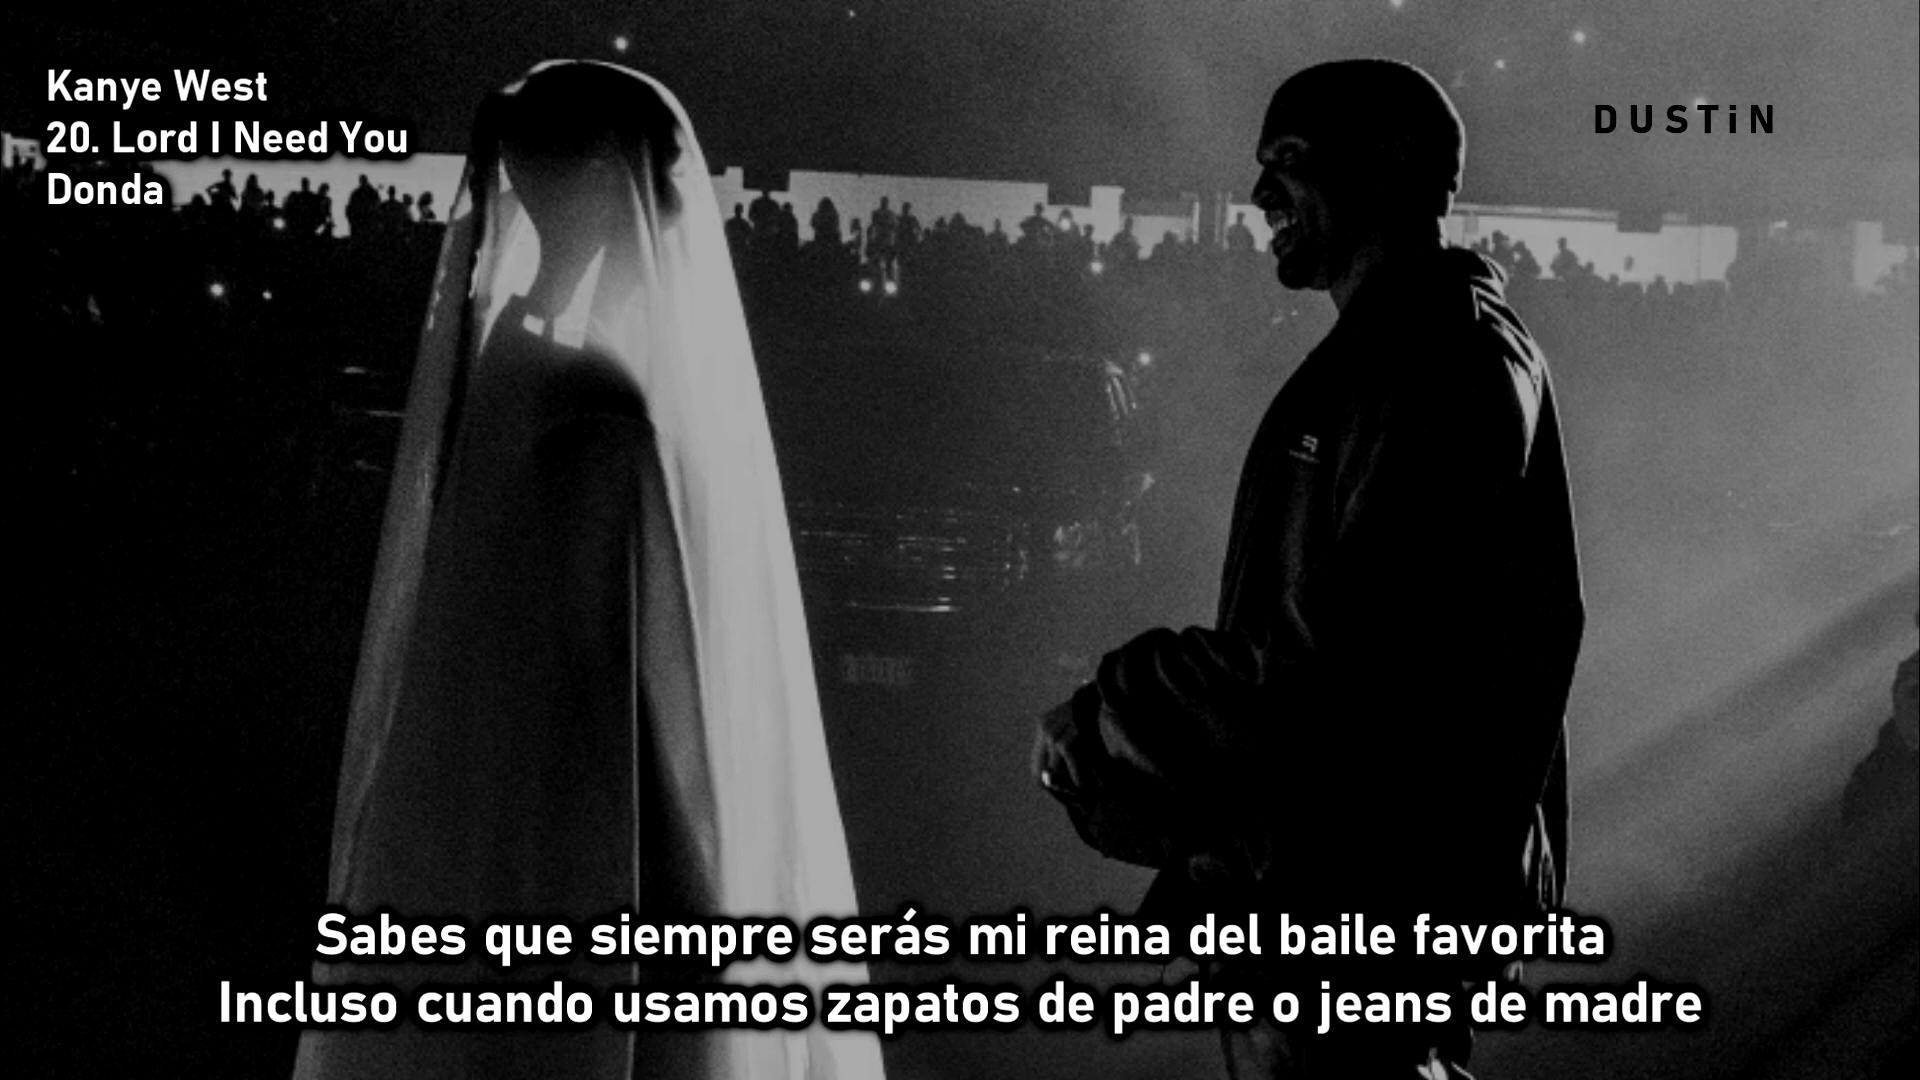 Kanye West
20. Lord I Need You
Donda
DUSTiN
Sabes que siempre serás mi reina del baile favorita
Incluso cuando usamos zapatos de padre o jeans de madre